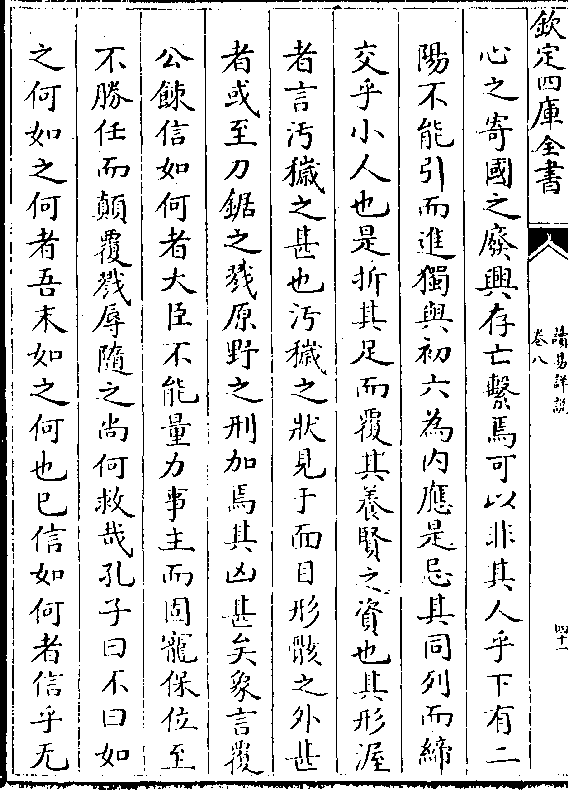 欽定四庫全書
讀易詳說
卷八
四十一
心之寄國之廢興存亡繫焉可以非其人乎下有二
陽不能引而進獨與初六為内應是忌其同列而締
交乎小人也是折其足而覆其養賢之資也其形渥
者言汚穢之甚也汚穢之狀見于面目形骸之外甚
者或至刀鋸之戮原野之刑加焉其凶甚矣象言覆
公餗信如何者大臣不能量力事主而固寵保位至
不勝任而顛覆戮辱隨之尚何救哉孔子曰不曰如
之何如之何者吾末如之何也已信如何者信乎无